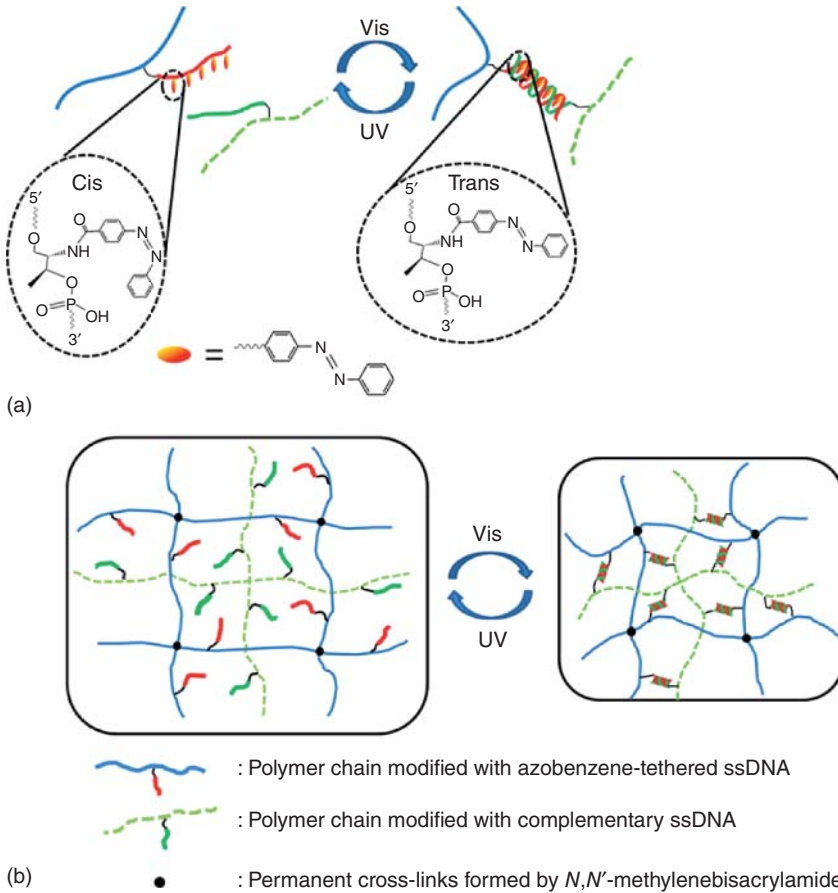 Vis
UV
Cis
5′
O
NH
O
N
N
O
O
P
OH
3′
Trans
5′
O
NH
O
N
N
O
O
P
OH
3′
=
N
N
(a)
Vis
UV
: Polymer chain modified with azobenzene-tethered ssDNA
: Polymer chain modified with complementary ssDNA
(b)
: Permanent cross-links formed by N,N′-methylenebisacrylamide